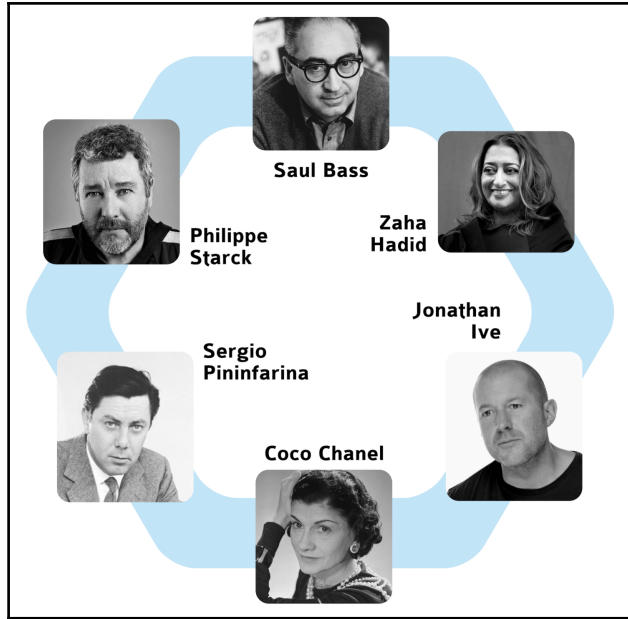 Saul Bass
Zaha
Hadid
Philippe
Starck
Jonathan
Ive
Sergio
Pininfarina
Coco Chanel